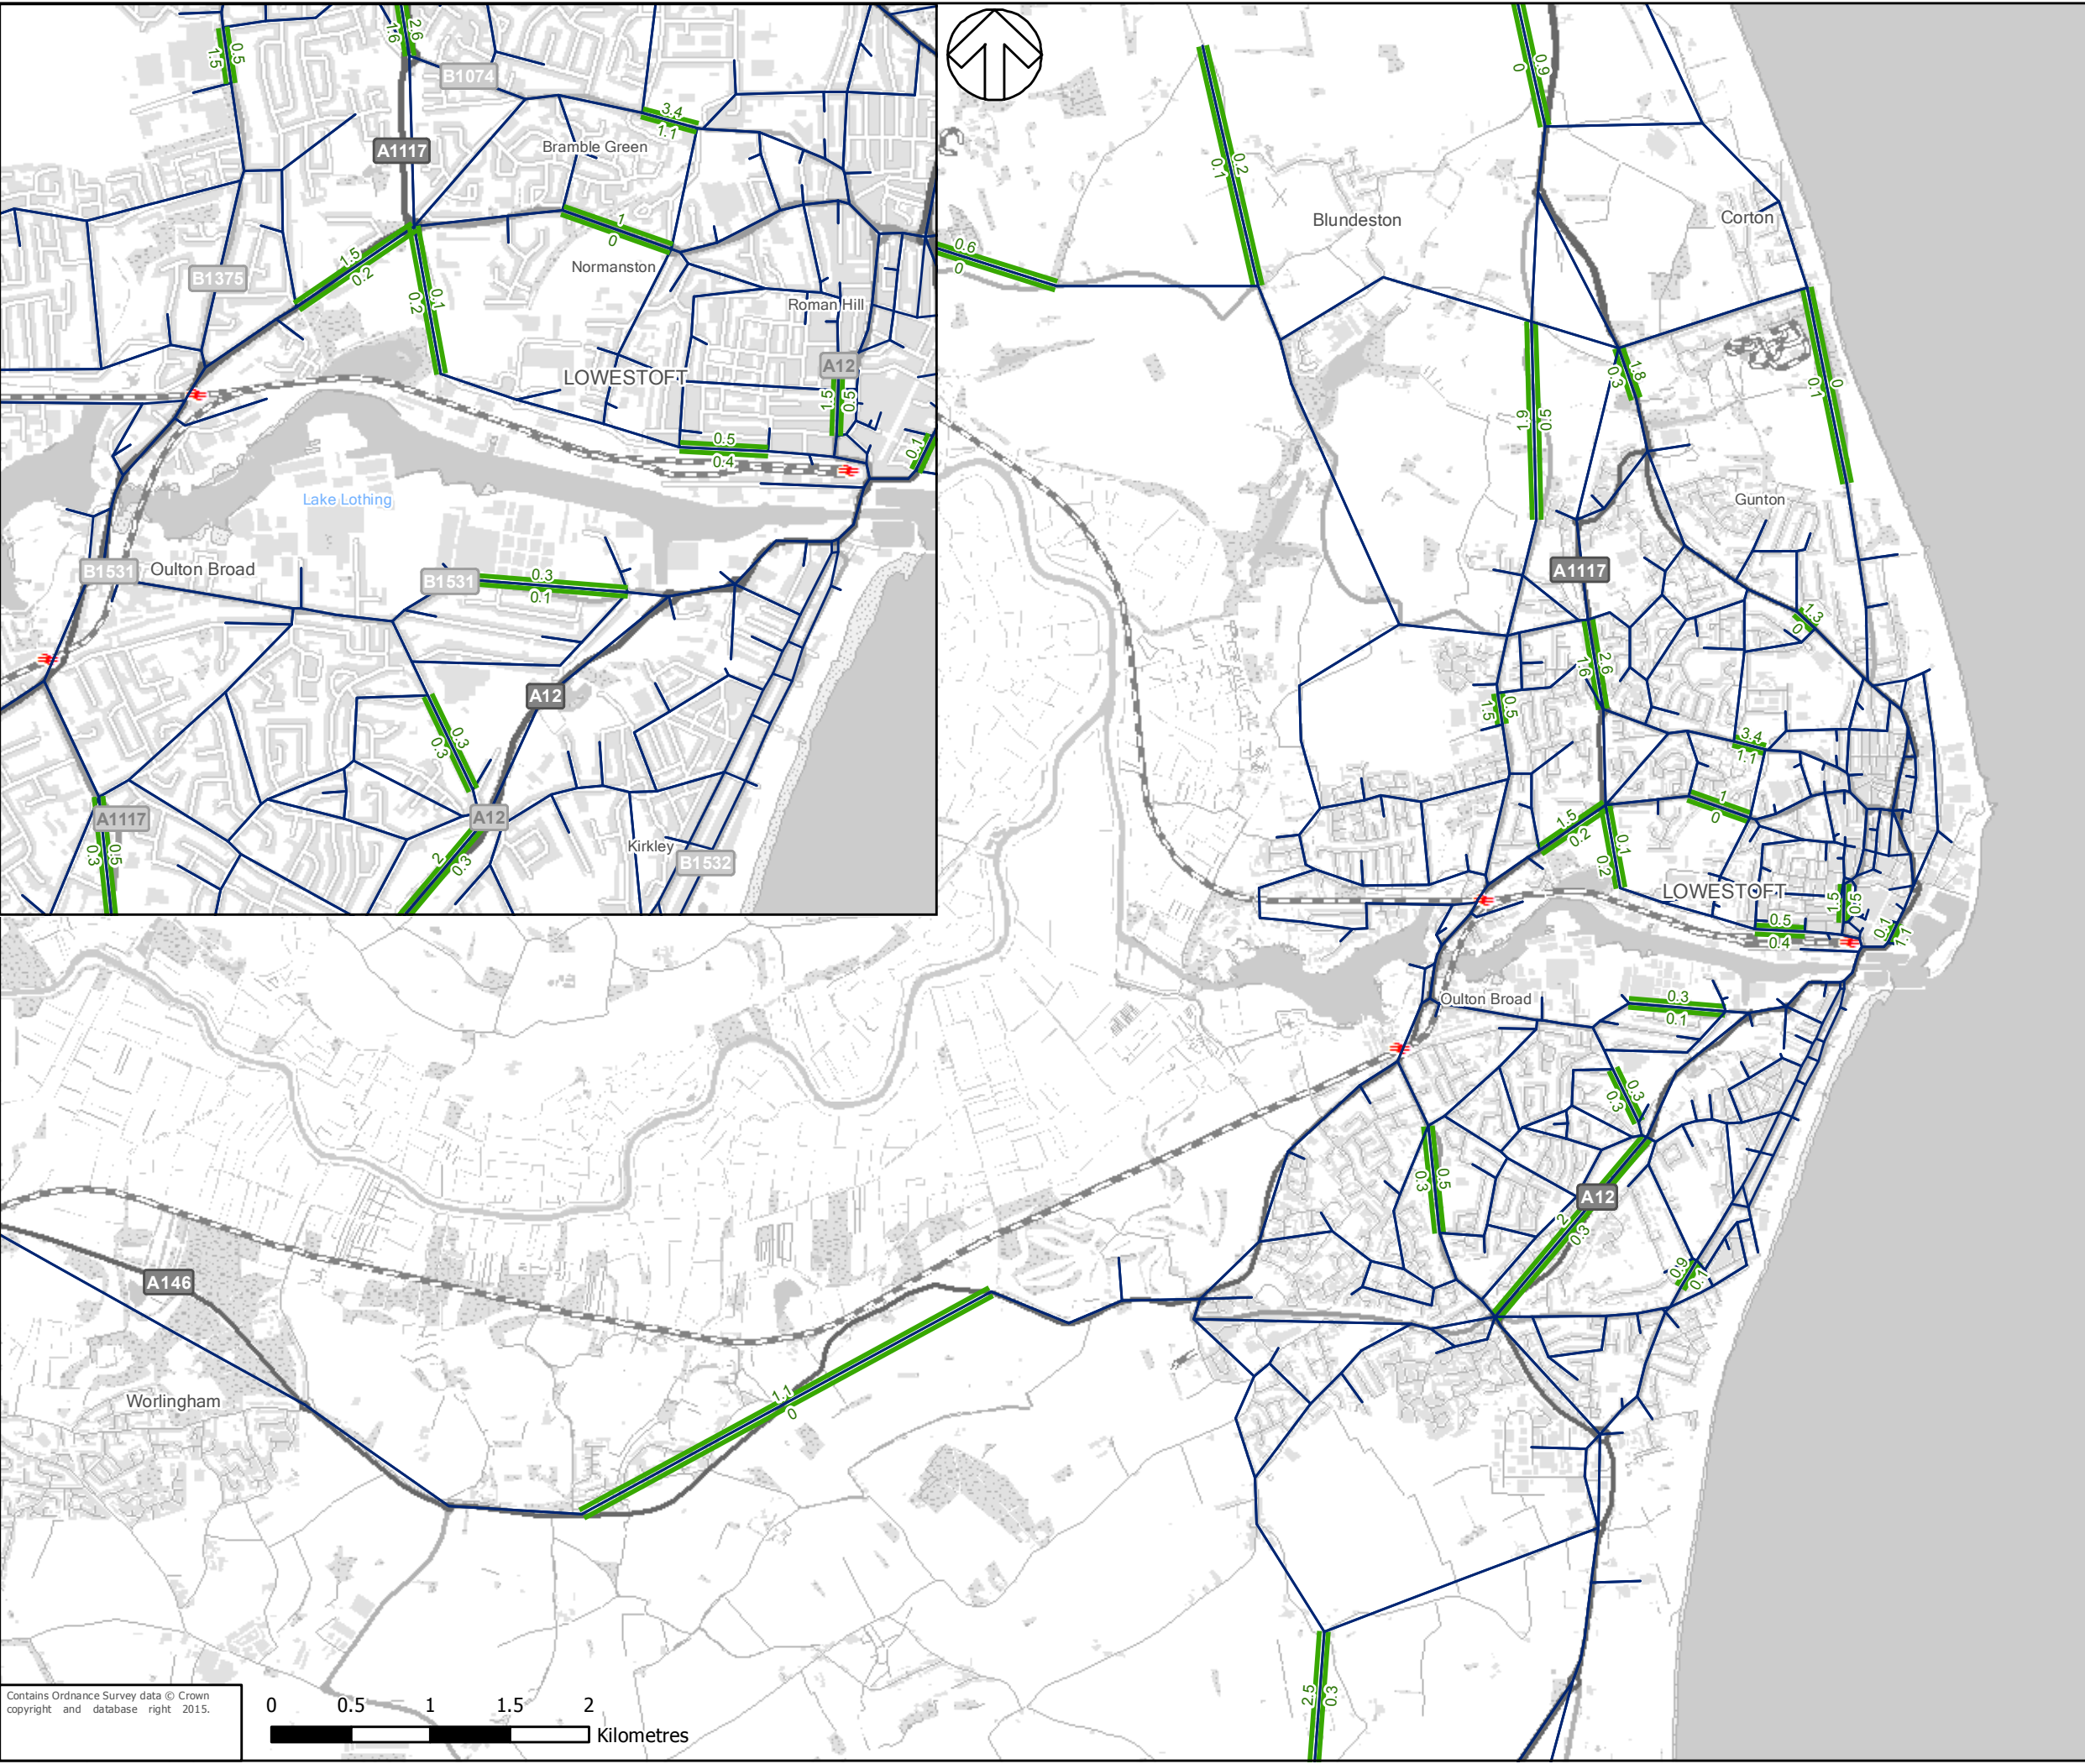 1.5
0.5
1.6
2.6
B1074
3.4
1.1
A1117
Bramble Green
1
0
Normanston
1.5
0.2
B1375
0.2
0.1
Roman Hill
LOWESTOFT
A12
1.5
0.5
0.5
0.4
0.1
Lake Lothing
B1531
Oulton Broad
B1531
0.3
0.1
A12
0.3
0.3
A1117
A12
0.3
0.5
2
0.3
Kirkley
B1532
0
0.9
0.1
0.2
Blundeston
Corton
0.6
0
0.3
1.8
0.1
0
1.9
0.5
Gunton
A1117
1.3
0
1.6
2.6
1.5
0.5
3.4
1.1
1
0
1.5
0.2
0.2
0.1
LOWESTOFT
1.5
0.5
0.5
0.4
0.1
1.1
Oulton Broad
0.3
0.1
0.3
0.3
0.3
0.5
A12
2
0.3
0.9
0.1
A146
Worlingham
1.1
0
2.5
0.3
Contains Ordnance Survey data © Crown
copyright and database right 2015.
0 0.5 1 1.5 2
Kilometres